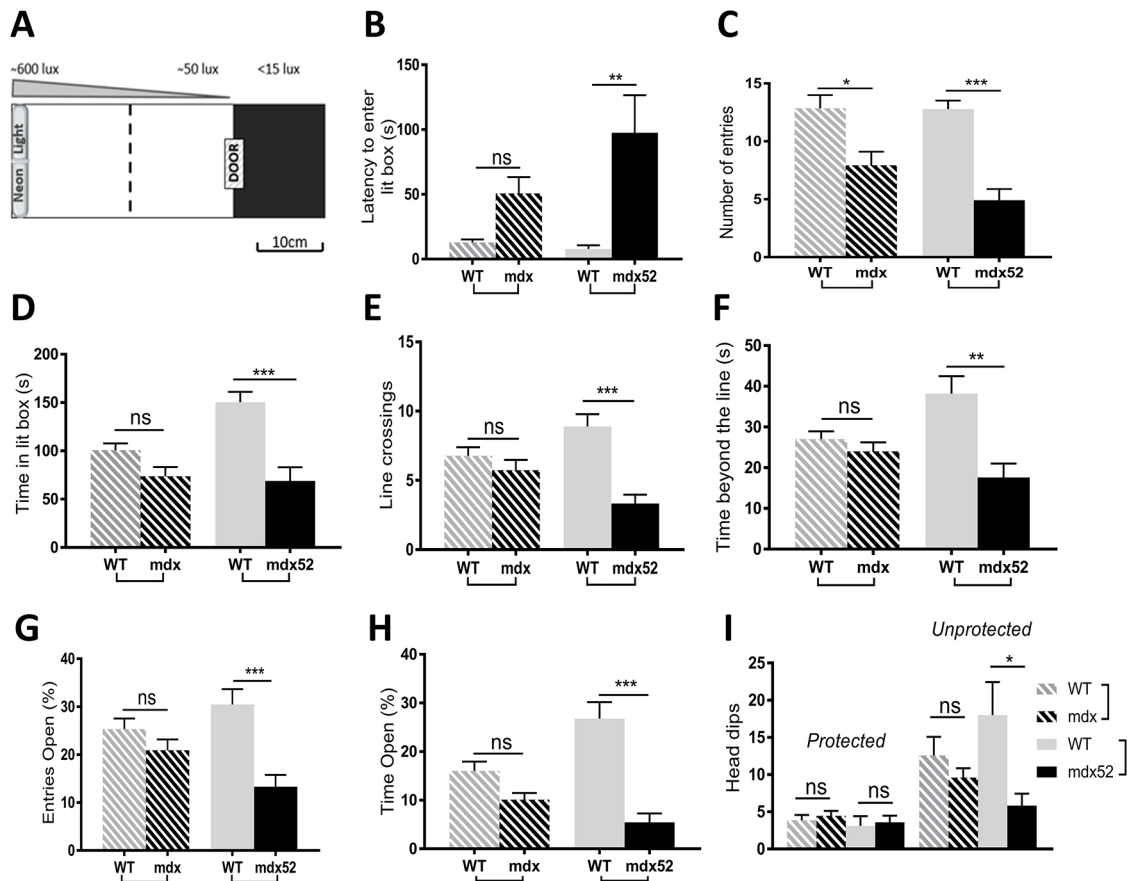 A
~600 lux
~50 lux
<15 lux
Neon Light
DOOR
10cm
B
Latency to enter
lit box (s)
150
100
50
0
ns
**
WT
mdx
WT
mdx52
C
Number of entries
15
10
5
0
*
***
WT
mdx
WT
mdx52
D
Time in lit box (s)
200
150
100
50
0
ns
***
WT
mdx
WT
mdx52
E
Line crossings
15
10
5
0
ns
***
WT
mdx
WT
mdx52
F
Time beyond the line (s)
50
40
30
20
10
0
ns
**
WT
mdx
WT
mdx52
G
Entries Open (%)
40
30
20
10
0
ns
***
WT
mdx
WT
mdx52
H
Time Open (%)
40
30
20
10
0
ns
***
WT
mdx
WT
mdx52
I
Head dips
25
20
15
10
5
0
Protected
Unprotected
ns
ns
ns
*
WT
mdx
WT
mdx52